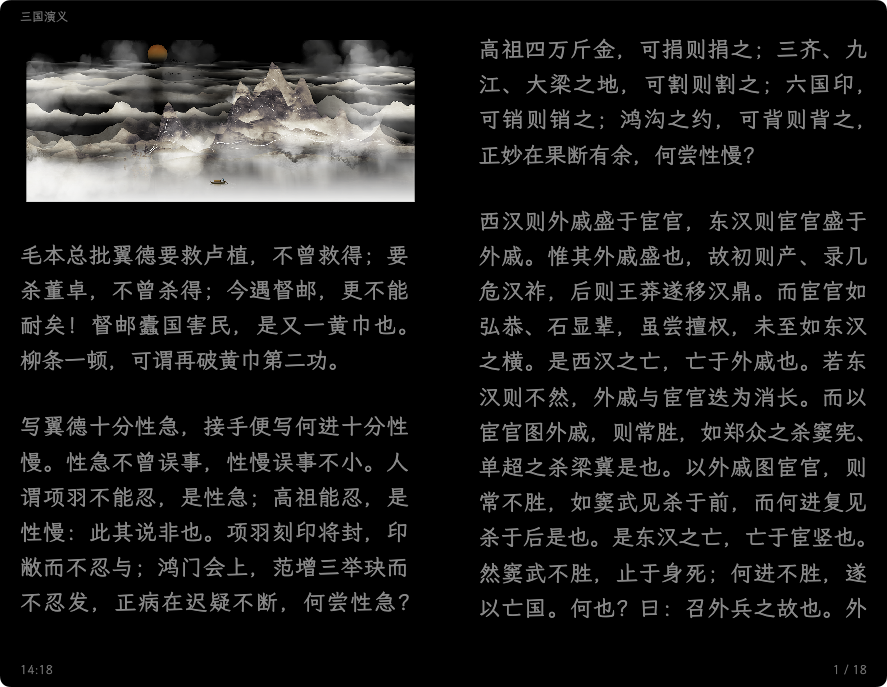 三国演义
毛本总批翼德要救卢植，不曾救得；要
杀董卓，不曾杀得；今遇督邮，更不能
耐矣！督邮蠹国害民，是又一黄巾也。
柳条一顿，可谓再破黄巾第二功。
写翼德十分性急，接手便写何进十分性
慢。性急不曾误事，性慢误事不小。人
谓项羽不能忍，是性急；高祖能忍，是
性慢：此其说非也。项羽刻印将封，印
敝而不忍与；鸿门会上，范增三举玦而
不忍发，正病在迟疑不断，何尝性急？
高祖四万斤金，可捐则捐之；三齐、九
江、大梁之地，可割则割之；六国印，
可销则销之；鸿沟之约，可背则背之，
正妙在果断有余，何尝性慢？
西汉则外戚盛于宦官，东汉则宦官盛于
外戚。惟其外戚盛也，故初则产、录几
危汉祚，后则王莽遂移汉鼎。而宦官如
弘恭、石显辈，虽尝擅权，未至如东汉
之横。是西汉之亡，亡于外戚也。若东
汉则不然，外戚与宦官迭为消长。而以
宦官图外戚，则常胜，如郑众之杀窦宪、
单超之杀梁冀是也。以外戚图宦官，则
常不胜，如窦武见杀于前，而何进复见
杀于后是也。是东汉之亡，亡于宦竖也。
然窦武不胜，止于身死；何进不胜，遂
以亡国。何也？曰：召外兵之故也。外
14:18
1 / 18